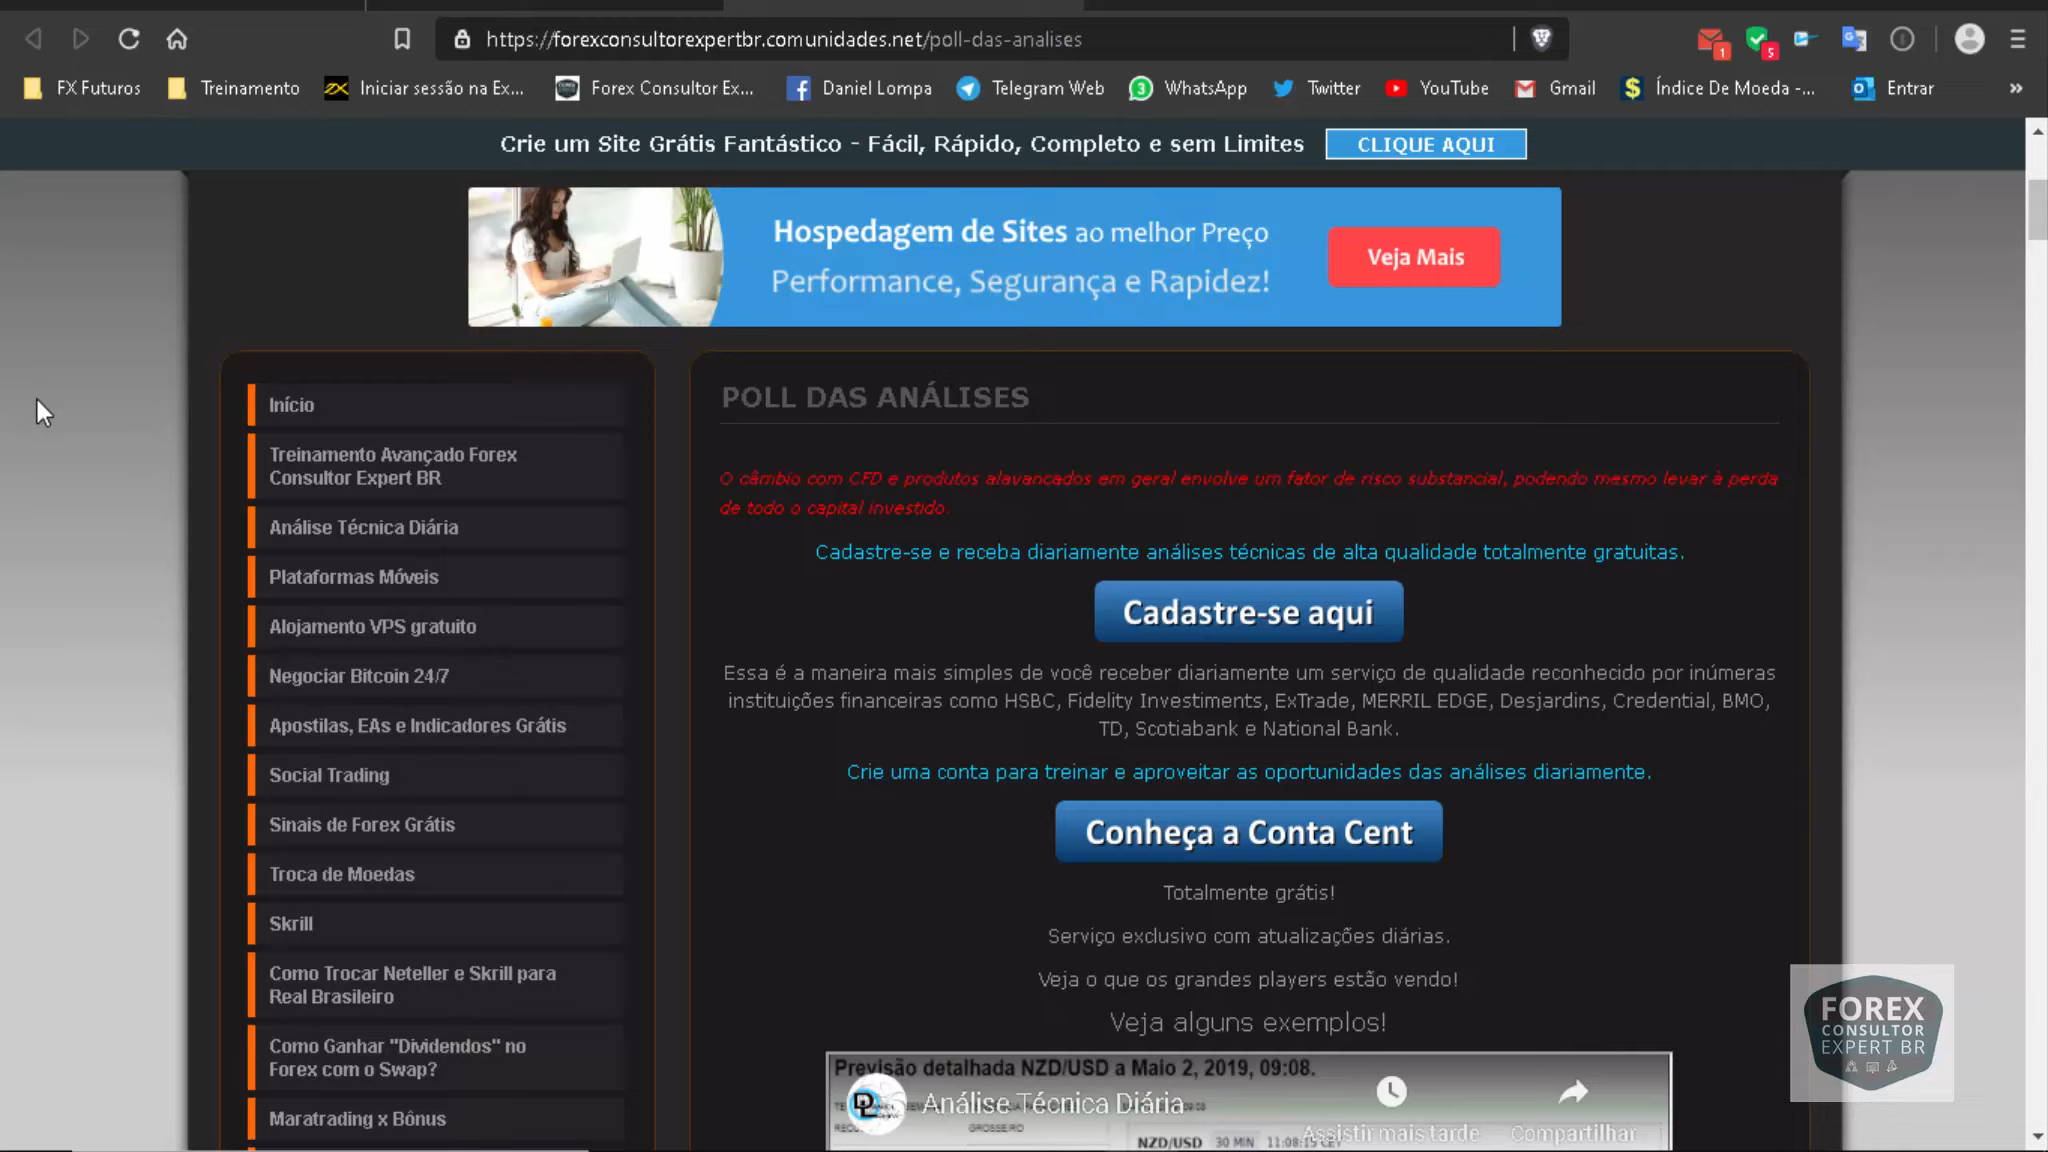 https://forexconsultorexpertbr.comunidades.net/poll-das-analises
1
5
FX Futuros
Treinamento
Iniciar sessão na Ex...
Forex Consultor Ex...
Daniel Lompa
Telegram Web
3
WhatsApp
Twitter
YouTube
Gmail
Índice De Moeda -...
Entrar
»
Crie um Site Grátis Fantástico - Fácil, Rápido, Completo e sem Limites
CLIQUE AQUI
Hospedagem de Sites ao melhor Preço
Performance, Segurança e Rapidez!
Veja Mais
Início
Treinamento Avançado Forex
Consultor Expert BR
Análise Técnica Diária
Plataformas Móveis
Alojamento VPS gratuito
Negociar Bitcoin 24/7
Apostilas, EAs e Indicadores Grátis
Social Trading
Sinais de Forex Grátis
Troca de Moedas
Skrill
Como Trocar Neteller e Skrill para
Real Brasileiro
Como Ganhar "Dividendos" no
Forex com o Swap?
Maratrading x Bônus
POLL DAS ANÁLISES
O câmbio com CFD e produtos alavancados em geral envolve um fator de risco substancial, podendo mesmo levar à perda
de todo o capital investido.
Cadastre-se e receba diariamente análises técnicas de alta qualidade totalmente gratuitas.
Cadastre-se aqui
Essa é a maneira mais simples de você receber diariamente um serviço de qualidade reconhecido por inúmeras
instituições financeiras como HSBC, Fidelity Investiments, ExTrade, MERRIL EDGE, Desjardins, Credential, BMO,
TD, Scotiabank e National Bank.
Crie uma conta para treinar e aproveitar as oportunidades das análises diariamente.
Conheça a Conta Cent
Totalmente grátis!
Serviço exclusivo com atualizações diárias.
Veja o que os grandes players estão vendo!
Veja alguns exemplos!
Previsão detalhada NZD/USD a Maio 2, 2019, 09:08.
Análise Técnica Diária
GROSSEIRO
Assistir mais tarde
Compartilhar
NZD/USD 30 MIN
FOREX
CONSULTOR
EXPERT BR